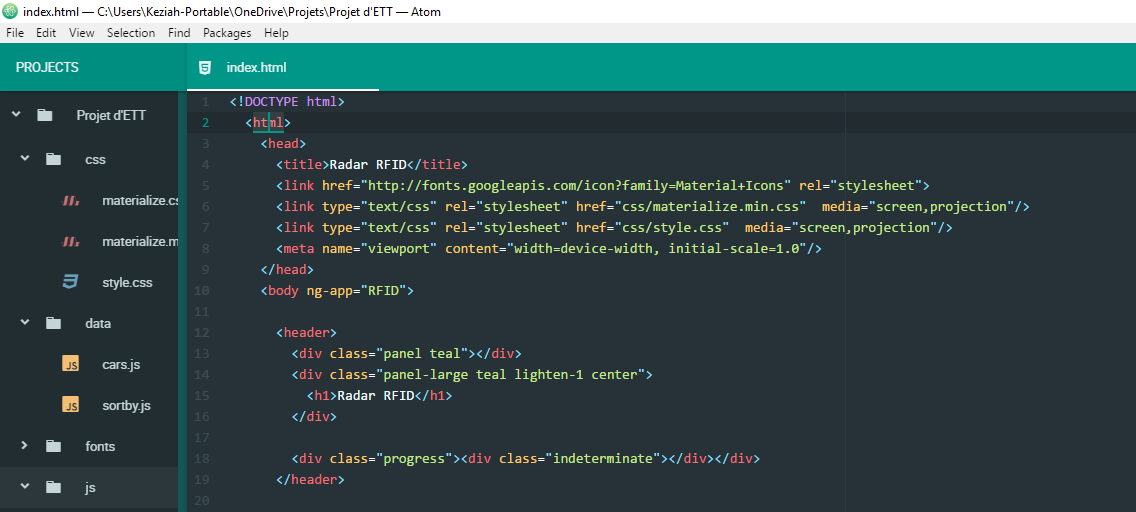 index.html — C:\Users\Keziah-Portable\OneDrive\Projets\Projet d'ETT — Atom
File Edit View Selection Find Packages Help
PROJECTS
index.html
Projet d'ETT
css
materialize.cs
materialize.m
style.css
data
JS cars.js
JS sortby.js
fonts
js
1 <!DOCTYPE html>
2 <html>
3 <head>
4 <title>Radar RFID</title>
5 <link href="http://fonts.googleapis.com/icon?family=Material+Icons" rel="stylesheet">
6 <link type="text/css" rel="stylesheet" href="css/materialize.min.css"  media="screen,projection"/>
7 <link type="text/css" rel="stylesheet" href="css/style.css"  media="screen,projection"/>
8 <meta name="viewport" content="width=device-width, initial-scale=1.0"/>
9 </head>
10 <body ng-app="RFID">
11
12 <header>
13 <div class="panel teal"></div>
14 <div class="panel-large teal lighten-1 center">
15 <h1>Radar RFID</h1>
16 </div>
17
18 <div class="progress"><div class="indeterminate"></div></div>
19 </header>
20